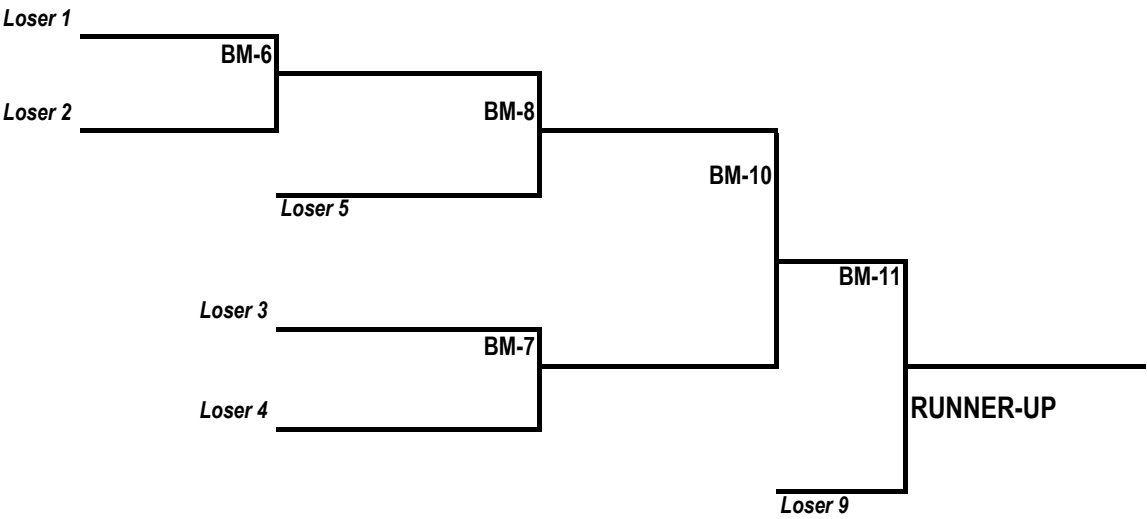 Loser 1
BM-6
Loser 2
BM-8
BM-10
Loser 5
BM-11
Loser 3
BM-7
Loser 4
RUNNER-UP
Loser 9